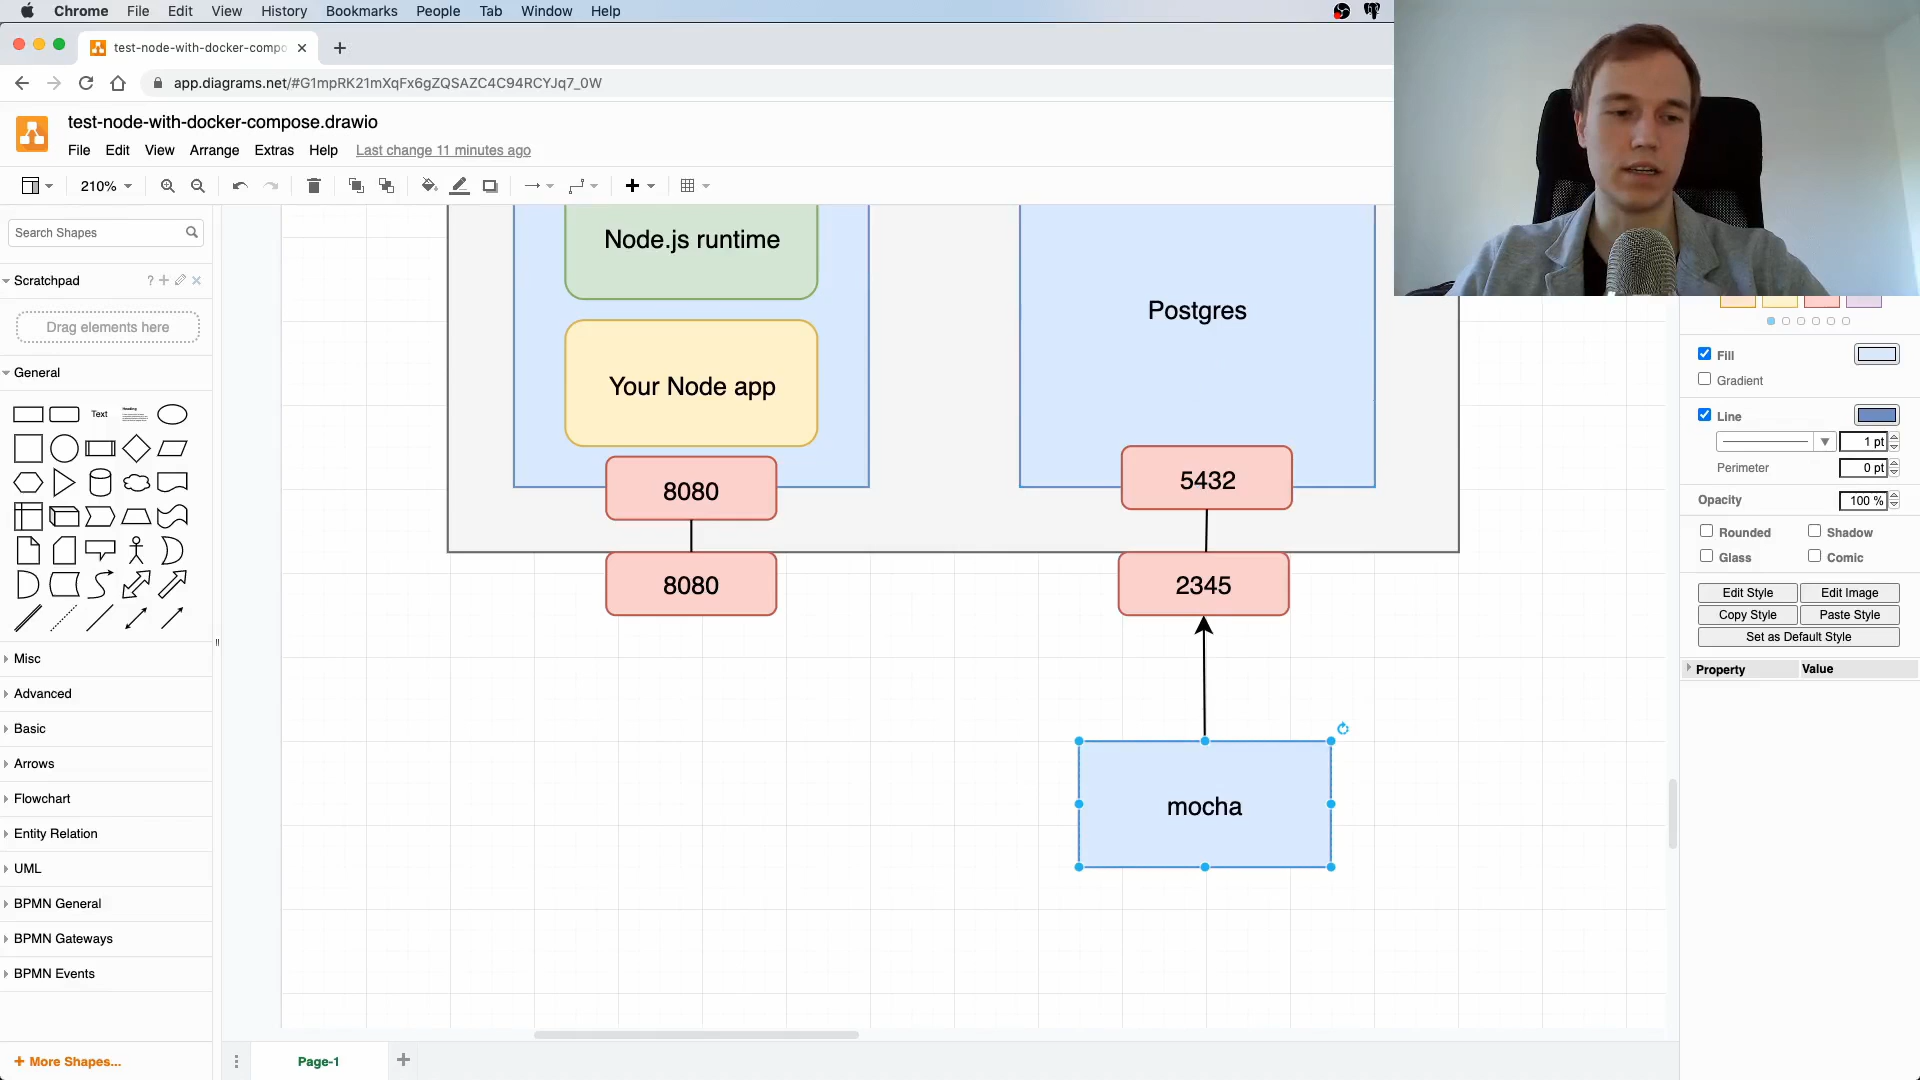 Chrome File Edit View History Bookmarks People Tab Window Help
test-node-with-docker-compo
app.diagrams.net/#G1mpRK21mXqFx6gZQSAZC4C94RCYJq7_0W
test-node-with-docker-compose.drawio
File Edit View Arrange Extras Help Last change 11 minutes ago
210%
Search Shapes
Scratchpad
?
Drag elements here
General
Text
Heading
Misc
Advanced
Basic
Arrows
Flowchart
Entity Relation
UML
BPMN General
BPMN Gateways
BPMN Events
+ More Shapes...
Node.js runtime
Your Node app
8080
8080
Postgres
5432
2345
mocha
Page-1
Fill
Gradient
Line
1 pt
Perimeter 0 pt
Opacity 100 %
Rounded Shadow
Glass Comic
Edit Style Edit Image
Copy Style Paste Style
Set as Default Style
Property Value